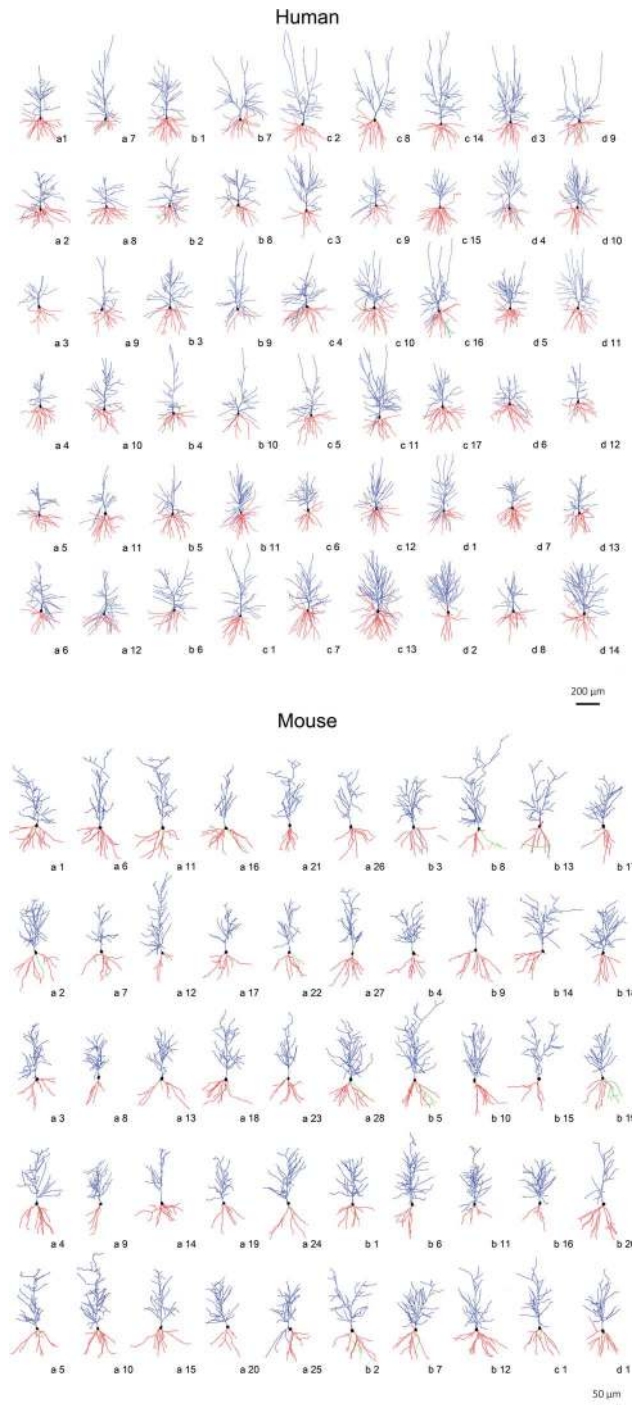 Human
a1 a 7 b 1 b 7 c 2 c 8 c 14 d 3 d 9
a 2 a 8 b 2 b 8 c 3 c 9 c 15 d 4 d 10
a 3 a 9 b 3 b 9 c 4 c 10 c 16 d 5 d 11
a 4 a 10 b 4 b 10 c 5 c 11 c 17 d 6 d 12
a 5 a 11 b 5 b 11 c 6 c 12 d 1 d 7 d 13
a 6 a 12 b 6 c 1 c 7 c 13 d 2 d 8 d 14
200 µm
Mouse
a 1 a 6 a 11 a 16 a 21 a 26 b 3 b 8 b 13 b 17
a 2 a 7 a 12 a 17 a 22 a 27 b 4 b 9 b 14 b 18
a 3 a 8 a 13 a 18 a 23 a 28 b 5 b 10 b 15 b 19
a 4 a 9 a 14 a 19 a 24 b 1 b 6 b 11 b 16 b 20
a 5 a 10 a 15 a 20 a 25 b 2 b 7 b 12 c 1 d 1
50 µm